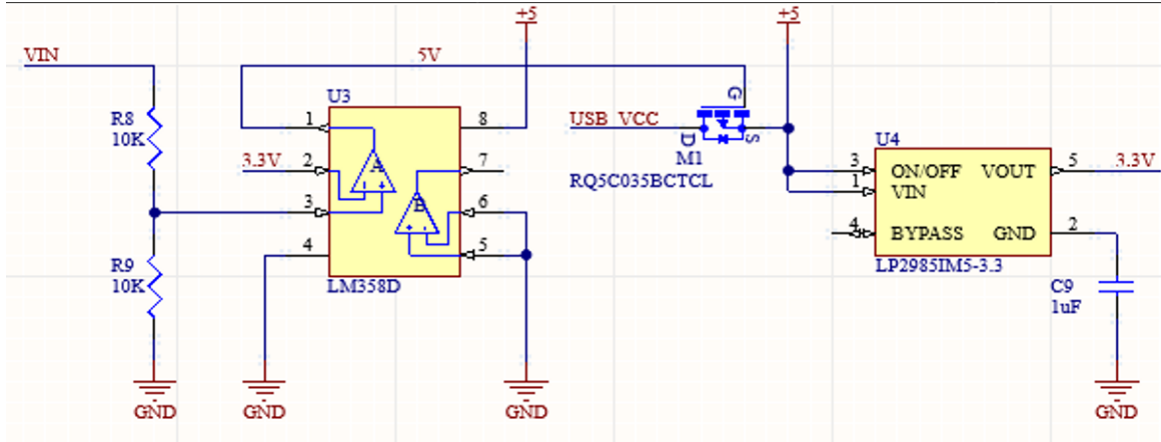 +5
+5
VIN
5V
U3
G
R8
10K
1
8
USB_VCC
D
S
M1
U4
3.3V
2
A
7
RQ5C035BCTCL
3
ON/OFF
VOUT
5
3.3V
1
VIN
3
B
6
4
BYPASS
GND
2
4
5
R9
10K
LM358D
LP2985IM5-3.3
C9
1uF
GND
GND
GND
GND